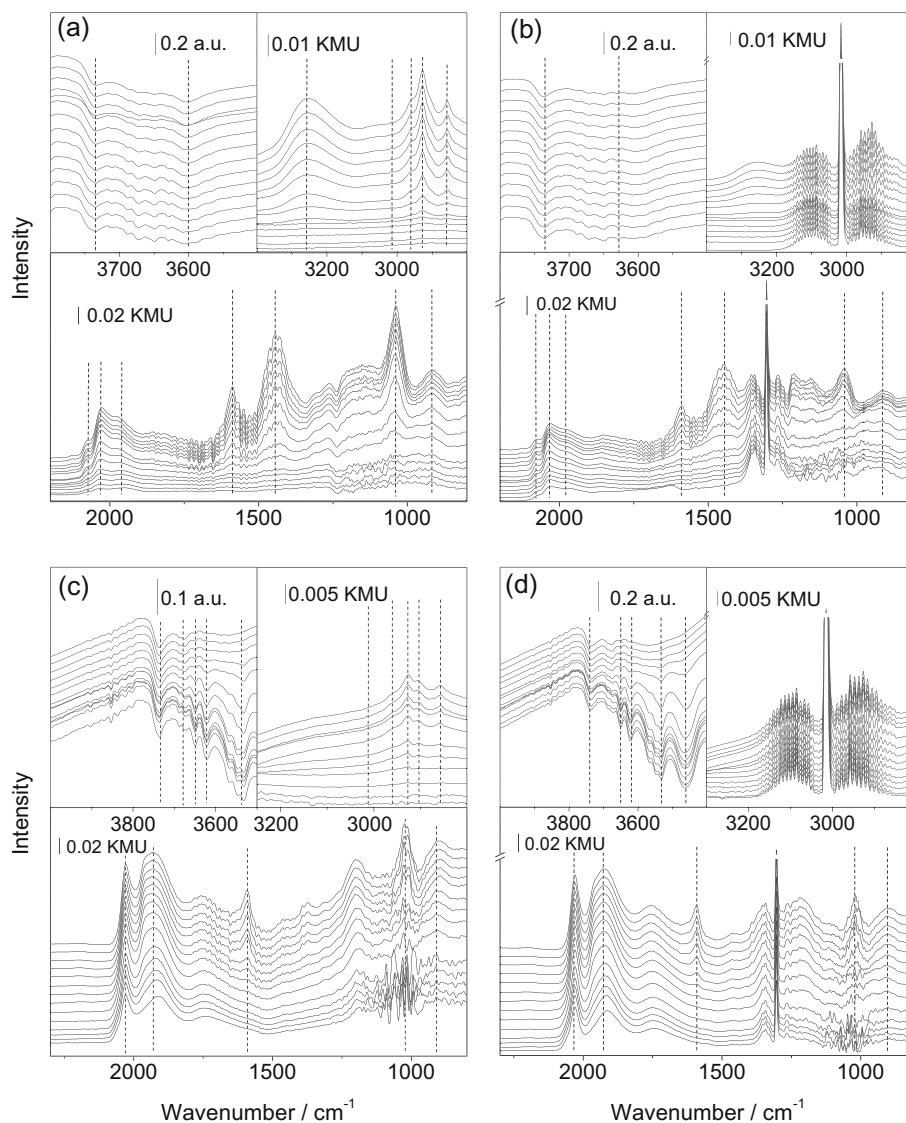 (a)
0.2 a.u.
0.01 KMU
(b)
0.2 a.u.
0.01 KMU
3700 3600 3200 3000
3700 3600 3200 3000
0.02 KMU
0.02 KMU
2000 1500 1000
2000 1500 1000
Intensity
(c)
0.1 a.u.
0.005 KMU
(d)
0.2 a.u.
0.005 KMU
3800 3600 3200 3000
3800 3600 3200 3000
0.02 KMU
0.02 KMU
2000 1500 1000
2000 1500 1000
Intensity
Wavenumber / cm⁻¹
Wavenumber / cm⁻¹